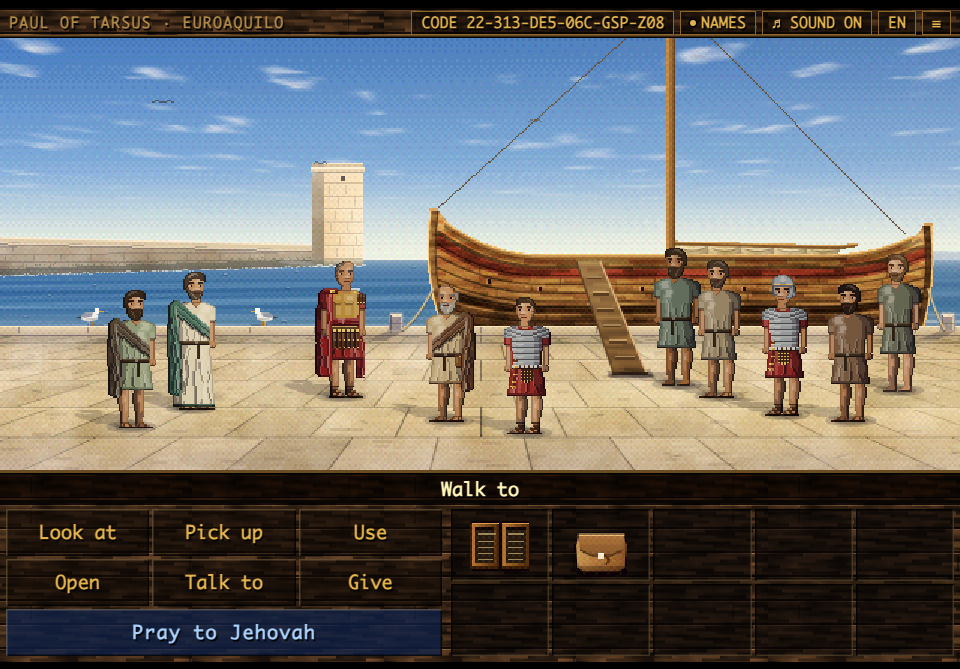 PAUL OF TARSUS · EUROAQUILO
CODE 22-313-DE5-06C-GSP-Z08
• NAMES
♬ SOUND ON
EN
≡
Walk to
Look at
Pick up
Use
Open
Talk to
Give
Pray to Jehovah